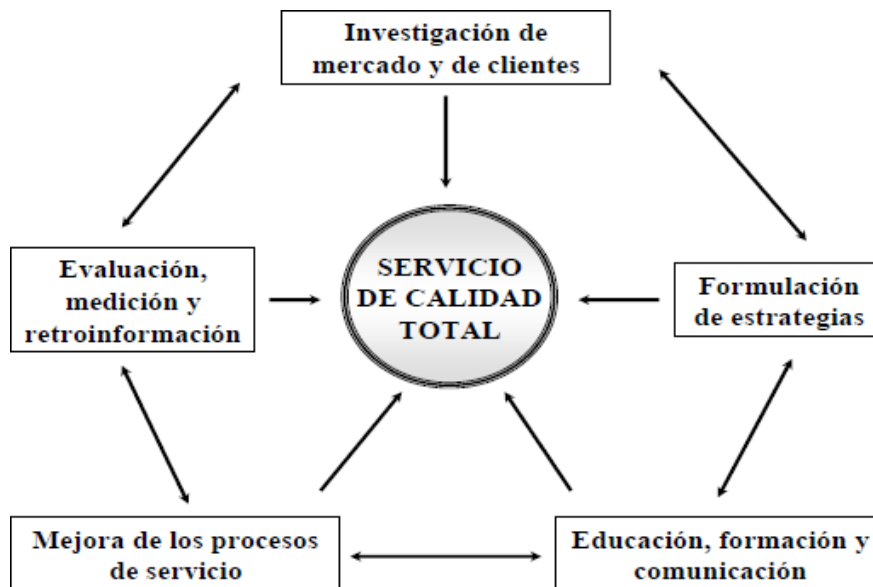 Investigación de
mercado y de clientes
Evaluación,
medición y
retroinformación
SERVICIO
DE CALIDAD
TOTAL
Formulación
de estrategias
Mejora de los procesos
de servicio
Educación, formación y
comunicación